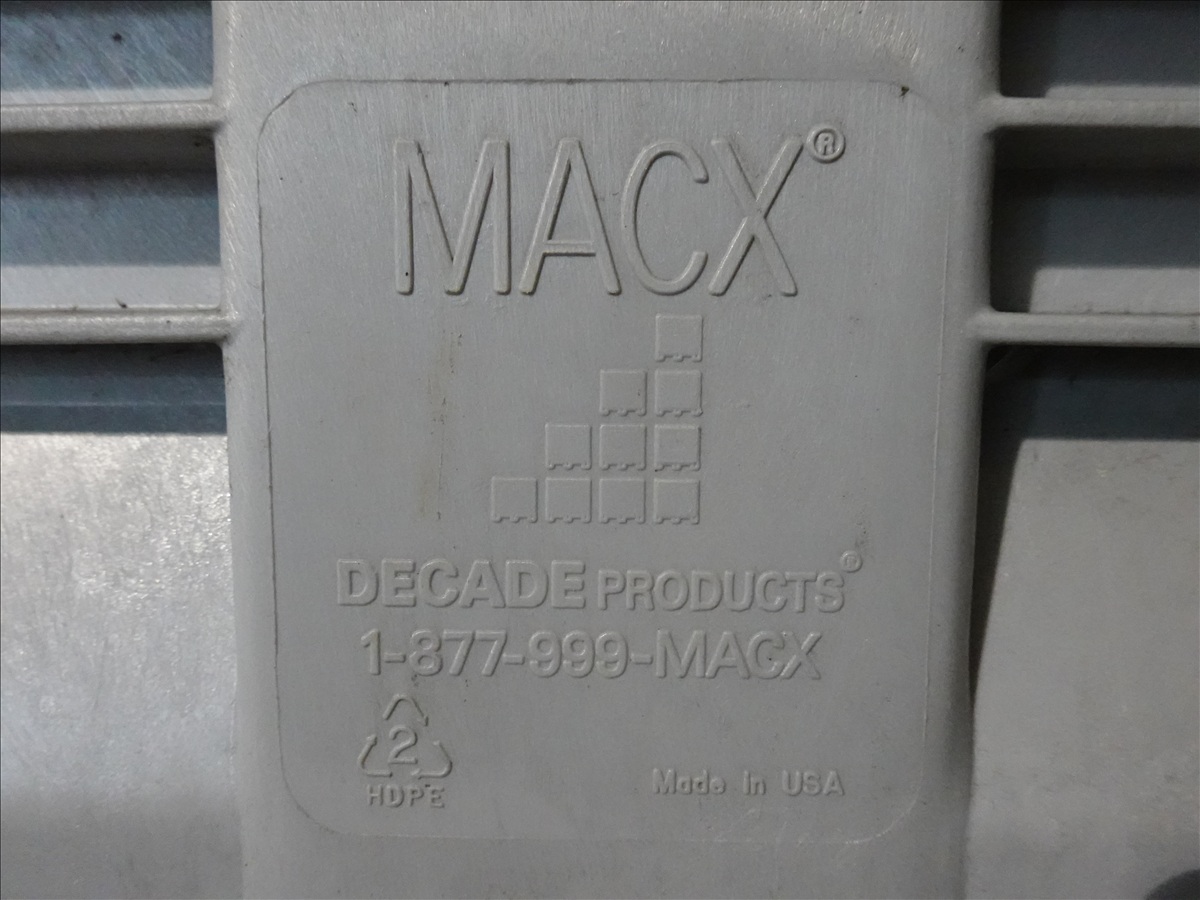 MACX®
DECADE PRODUCTS®
1-877-999-MACX
2
HDPE
Made In USA